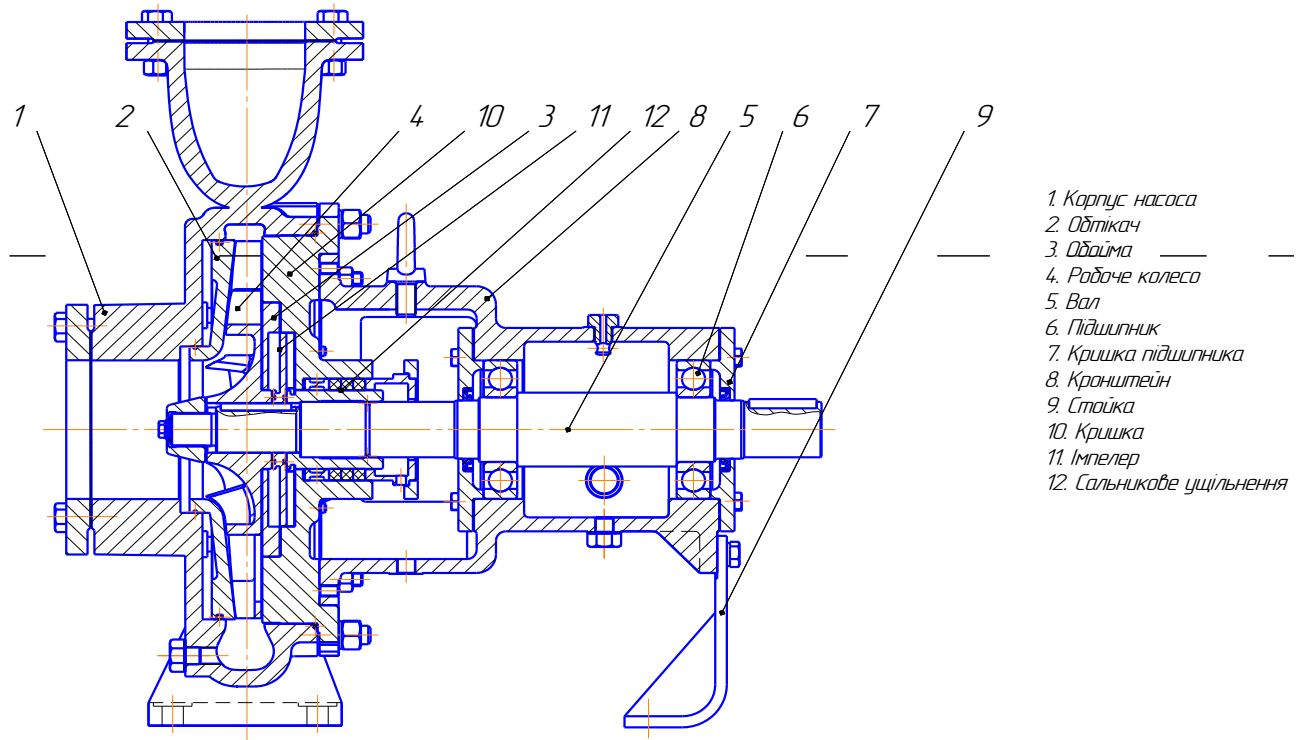 1 2 4 10 3 11 12 8 5 6 7 9
1. Корпус насоса
2. Обтікач
3. Обойма
4. Робоче колесо
5. Вал
6. Підшипник
7. Кришка підшипника
8. Кронштейн
9. Стойка
10. Кришка
11. Імпелер
12. Сальникове ущільнення